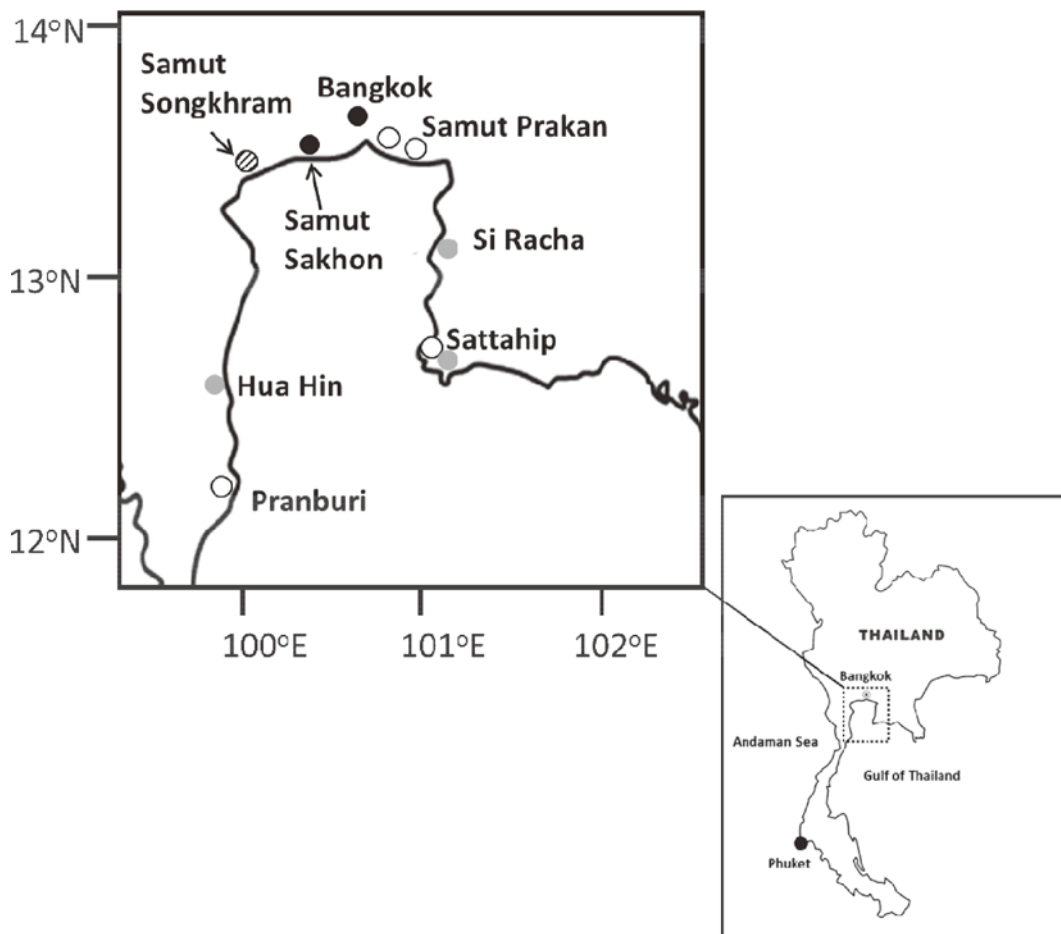 14°N
Samut
Songkhram
Bangkok
Samut Prakan
Samut
Sakhon
Si Racha
13°N
Sattahip
Hua Hin
Pranburi
12°N
100°E
101°E
102°E
THAILAND
Bangkok
Andaman Sea
Gulf of Thailand
Phuket